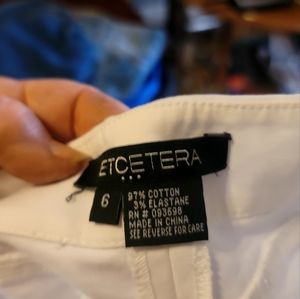 ETCETERA
...
6
97% COTTON
3% ELASTANE
RN # 093698
MADE IN CHINA
SEE REVERSE FOR CARE